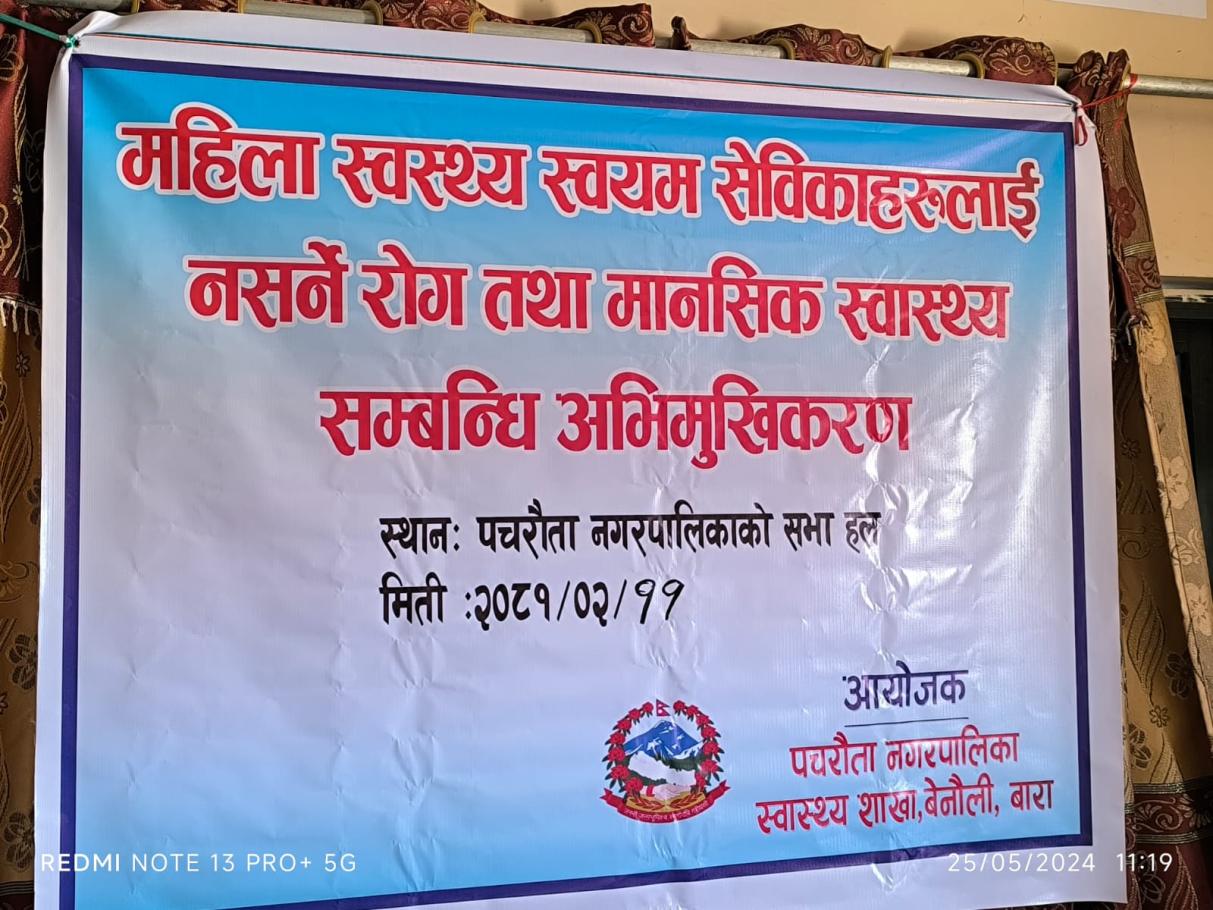 महिला स्वस्थ्य स्वयम सेविकाहरुलाई
नसर्ने रोग तथा मानसिक स्वास्थ्य
सम्बन्धि अभिमुखिकरण
स्थान: पचरौता नगरपालिकाको सभा हल
मिती :२०८१/०२/११
आयोजक
पचरौता नगरपालिका
स्वास्थ्य शाखा,बेनौली, बारा
REDMI NOTE 13 PRO+ 5G
25/05/2024 11:19